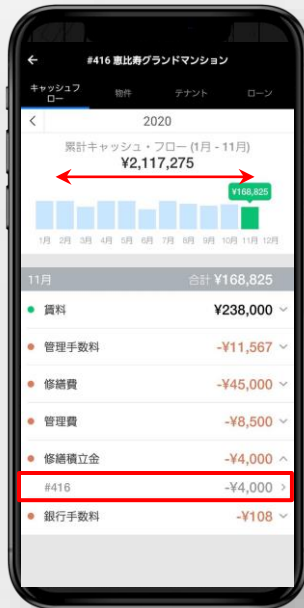 #416 恵比寿グランドマンション
キャッシュフロー 物件 テナント ローン
2020
累計キャッシュ・フロー (1月 - 11月)
¥2,117,275
¥168,825
1月 2月 3月 4月 5月 6月 7月 8月 9月 10月 11月 12月
11月 合計 ¥168,825
賃料 ¥238,000
管理手数料 -¥11,567
修繕費 -¥45,000
管理費 -¥8,500
修繕積立金 -¥4,000
#416 -¥4,000
銀行手数料 -¥108